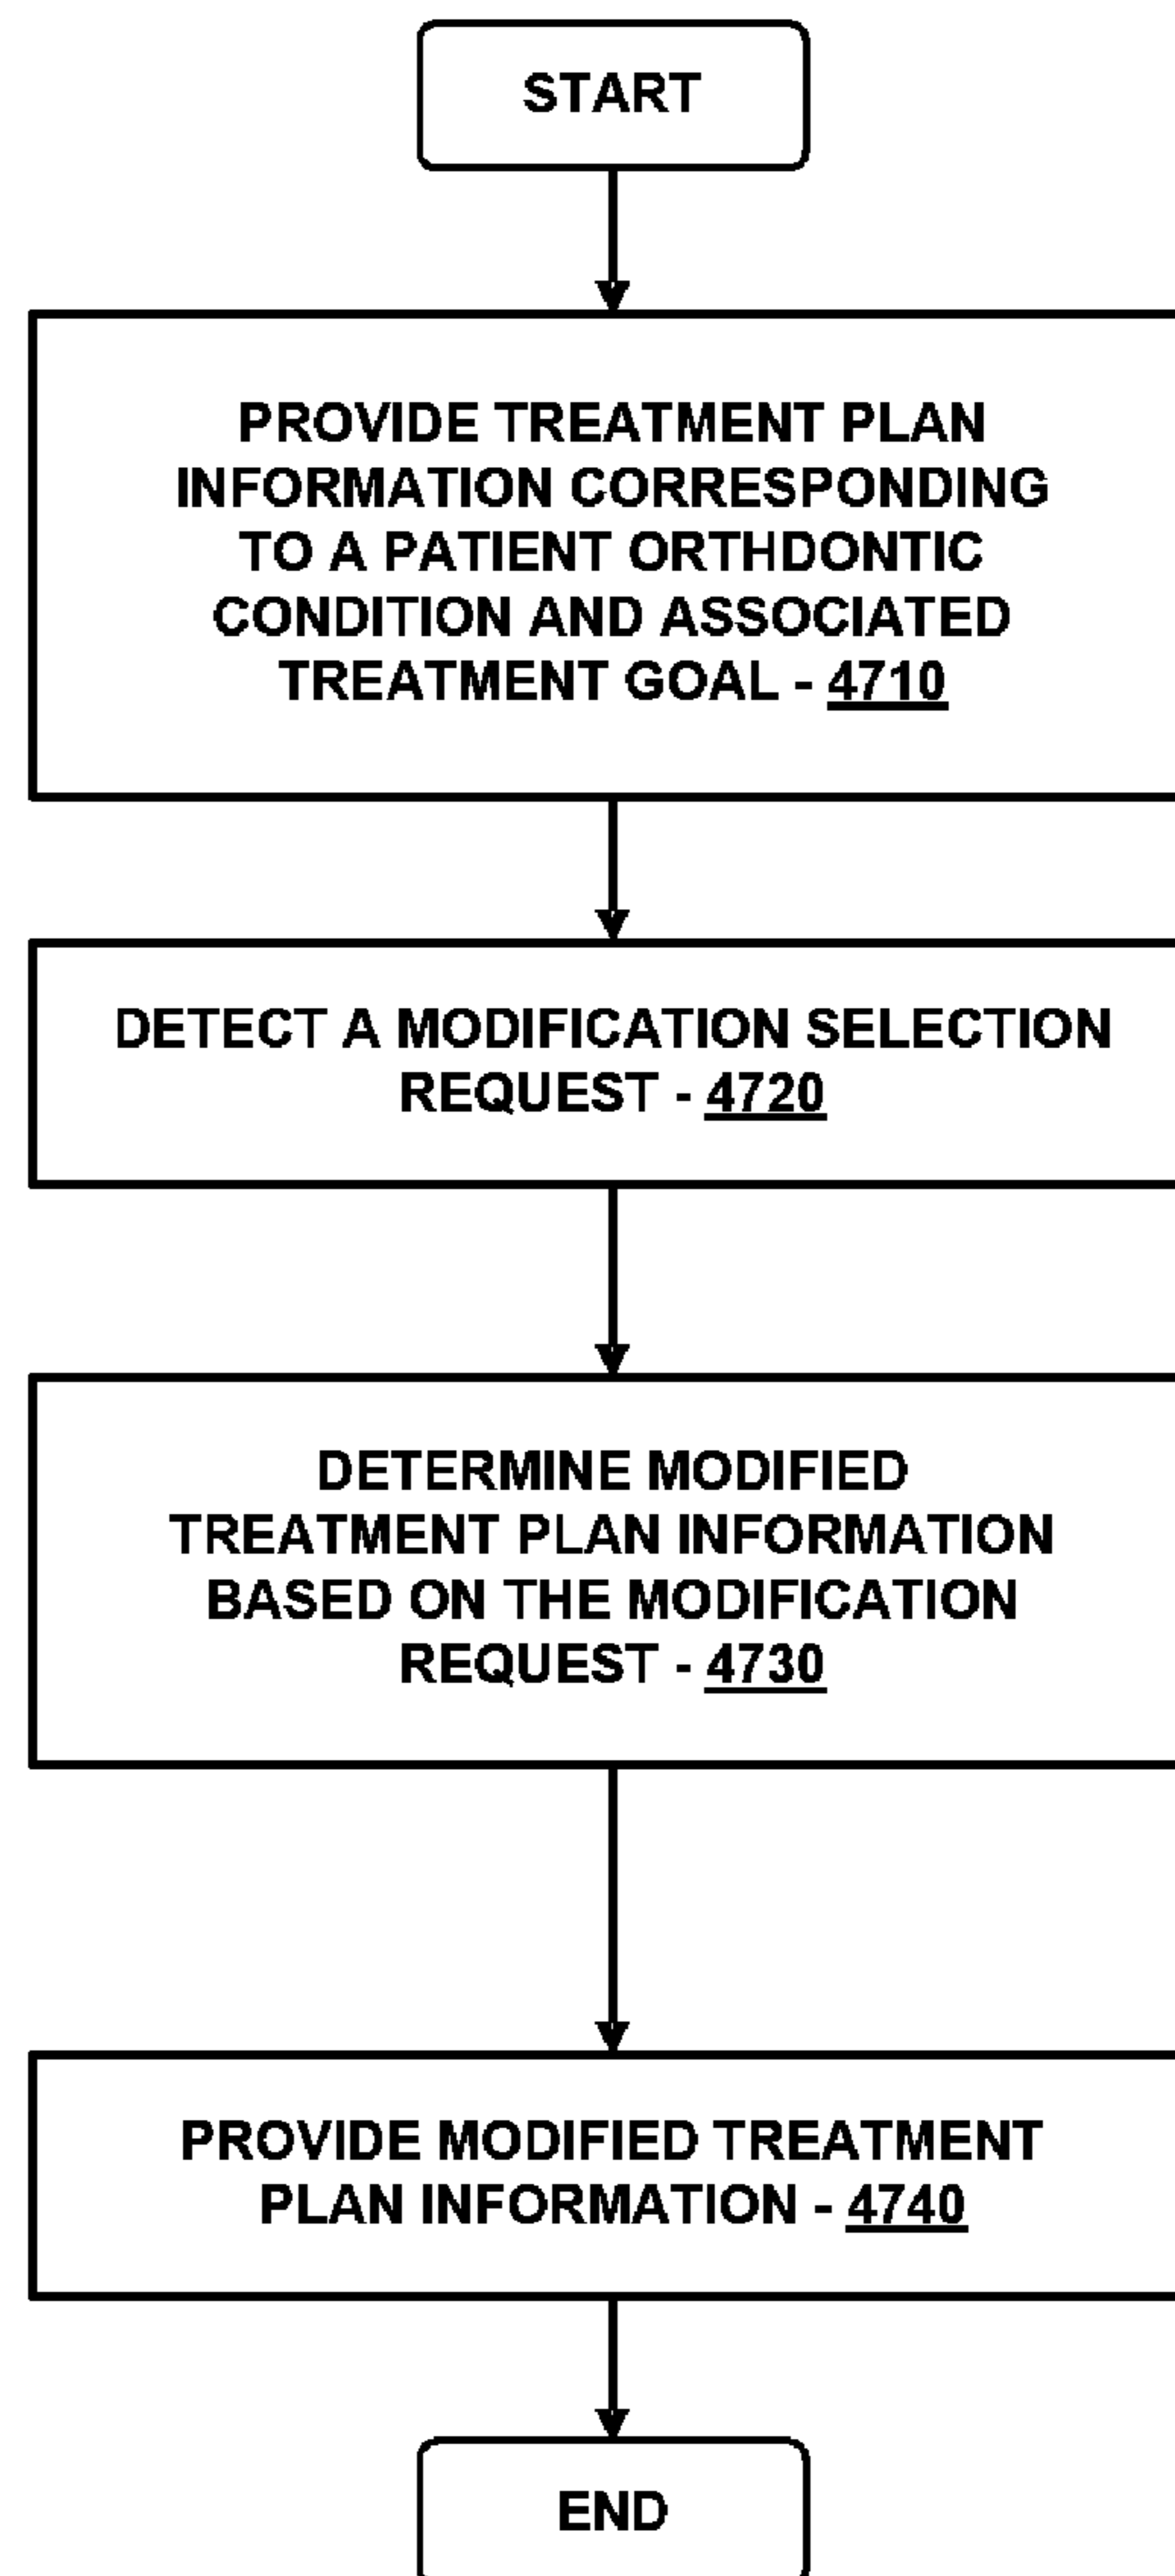 START
PROVIDE TREATMENT PLAN
INFORMATION CORRESPONDING
TO A PATIENT ORTHDONTIC
CONDITION AND ASSOCIATED
TREATMENT GOAL - 4710
DETECT A MODIFICATION SELECTION
REQUEST - 4720
DETERMINE MODIFIED
TREATMENT PLAN INFORMATION
BASED ON THE MODIFICATION
REQUEST - 4730
PROVIDE MODIFIED TREATMENT
PLAN INFORMATION - 4740
END